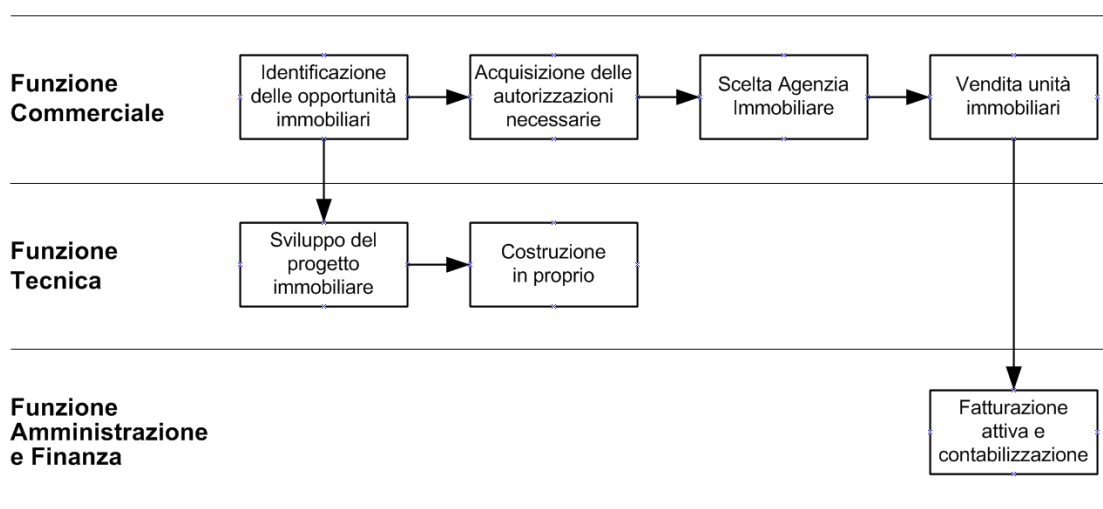 Funzione
Commerciale
Identificazione
delle opportunità
immobiliari
Acquisizione delle
autorizzazioni
necessarie
Scelta Agenzia
Immobiliare
Vendita unità
immobiliari
Funzione
Tecnica
Sviluppo del
progetto
immobiliare
Costruzione
in proprio
Funzione
Amministrazione
e Finanza
Fatturazione
attiva e
contabilizzazione